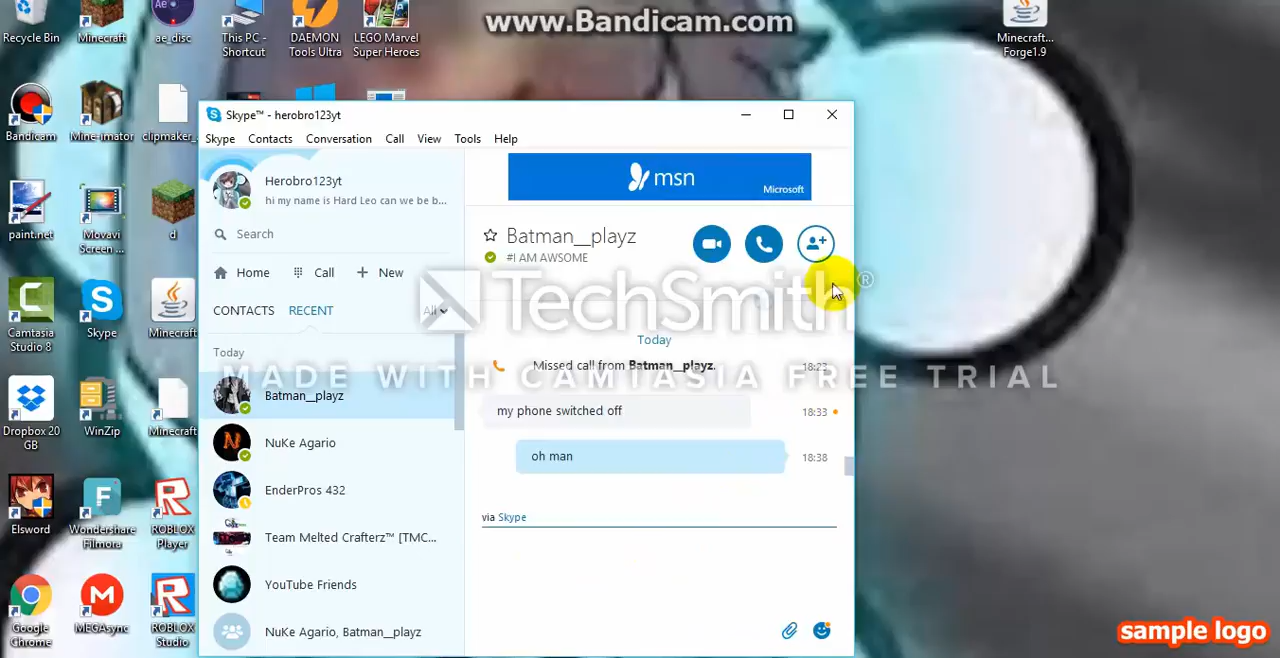 www.Bandicam.com
Recycle Bin
Minecraft
ae_disc
This PC - Shortcut
DAEMON Tools Ultra
LEGO Marvel Super Heroes
Minecraft... Forge1.9
Bandicam
Mine-imator
clipmaker_
paint.net
Movavi Screen ...
d
Camtasia Studio 8
Skype
Minecraft
Dropbox 20 GB
WinZip
Minecraft
Elsword
Wondershare Filmora
ROBLOX Player
Google Chrome
MEGAsync
ROBLOX Studio
Skype™ - herobro123yt
Skype Contacts Conversation Call View Tools Help
Herobro123yt
hi my name is Hard Leo can we be b...
Search
Home Call New
CONTACTS RECENT All
Today
Batman__playz
NuKe Agario
EnderPros 432
Team Melted Crafterz™ [TMC...
YouTube Friends
NuKe Agario, Batman__playz
msn
Microsoft
Batman__playz
#I AM AWSOME
TechSmith®
MADE WITH CAMTASIA FREE TRIAL
Today
Missed call from Batman__playz. 18:23
my phone switched off 18:33
oh man 18:38
via Skype
sample logo